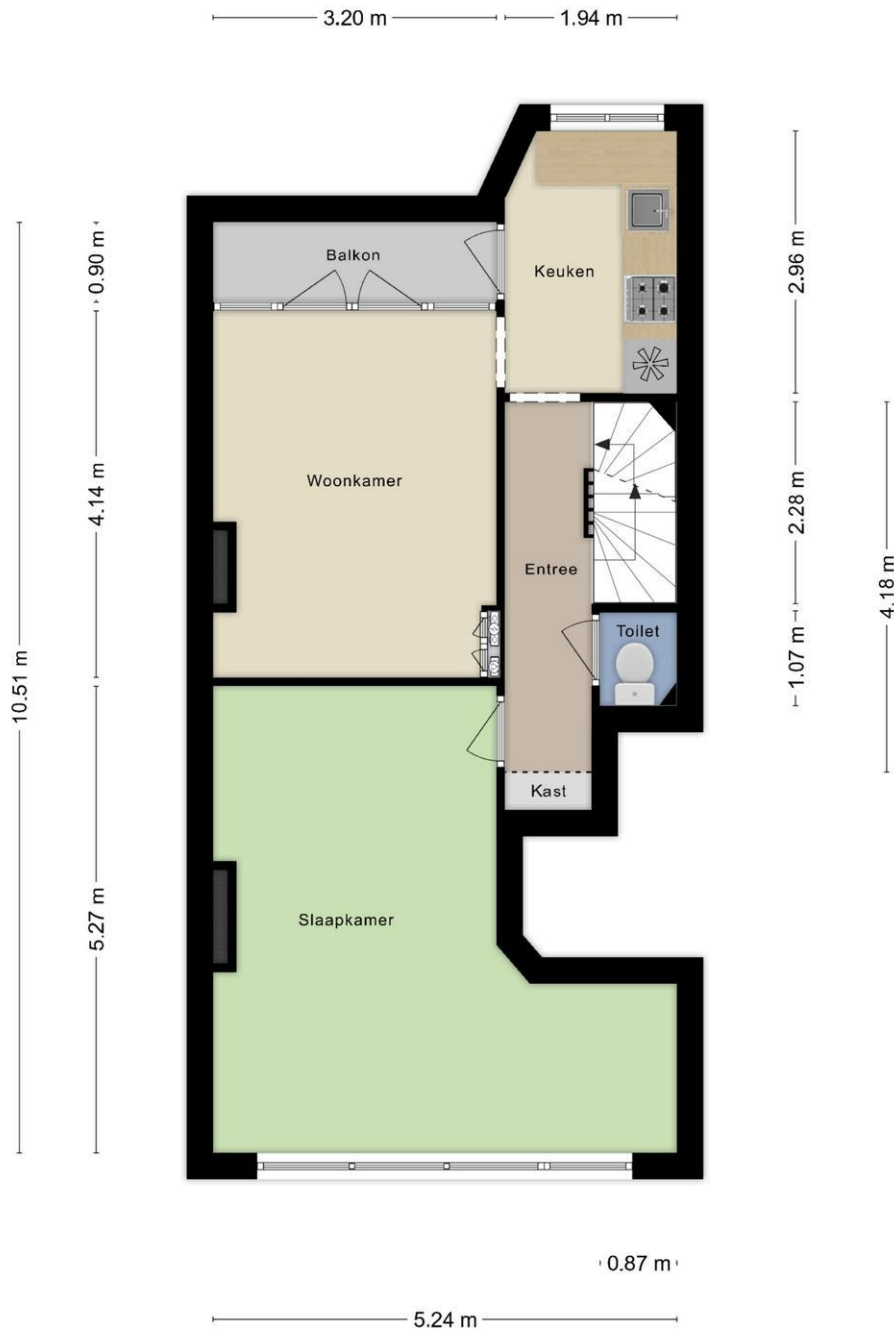 3.20 m
1.94 m
Balkon
Keuken
0.90 m
2.96 m
Woonkamer
4.14 m
2.28 m
Entree
4.18 m
Toilet
1.07 m
10.51 m
Kast
Slaapkamer
5.27 m
0.87 m
5.24 m